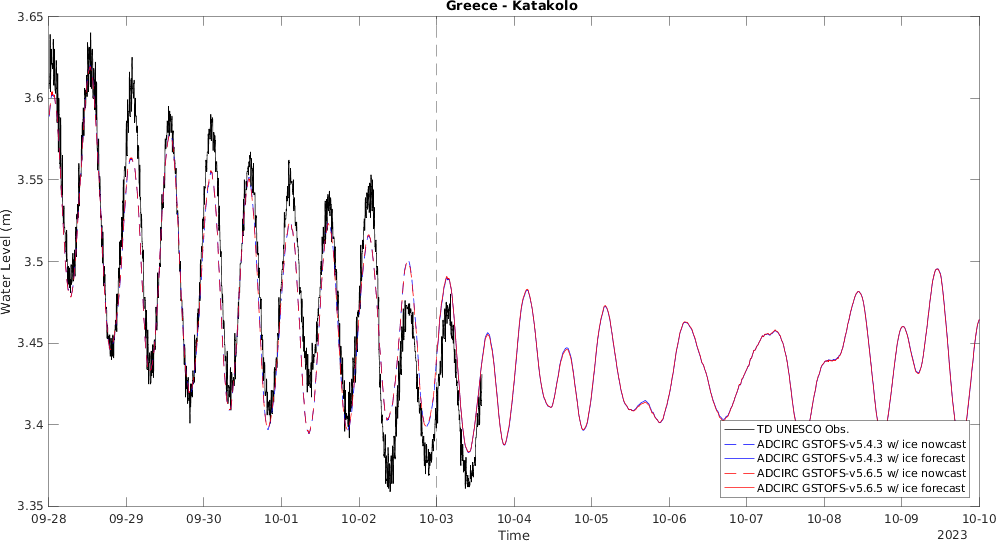 Greece - Katakolo
Water Level (m)
3.65
3.6
3.55
3.5
3.45
3.4
3.35
TD UNESCO Obs.
ADCIRC GSTOFS-v5.4.3 w/ ice nowcast
ADCIRC GSTOFS-v5.4.3 w/ ice forecast
ADCIRC GSTOFS-v5.6.5 w/ ice nowcast
ADCIRC GSTOFS-v5.6.5 w/ ice forecast
09-28 09-29 09-30 10-01 10-02 10-03 10-04 10-05 10-06 10-07 10-08 10-09 10-10
Time
2023